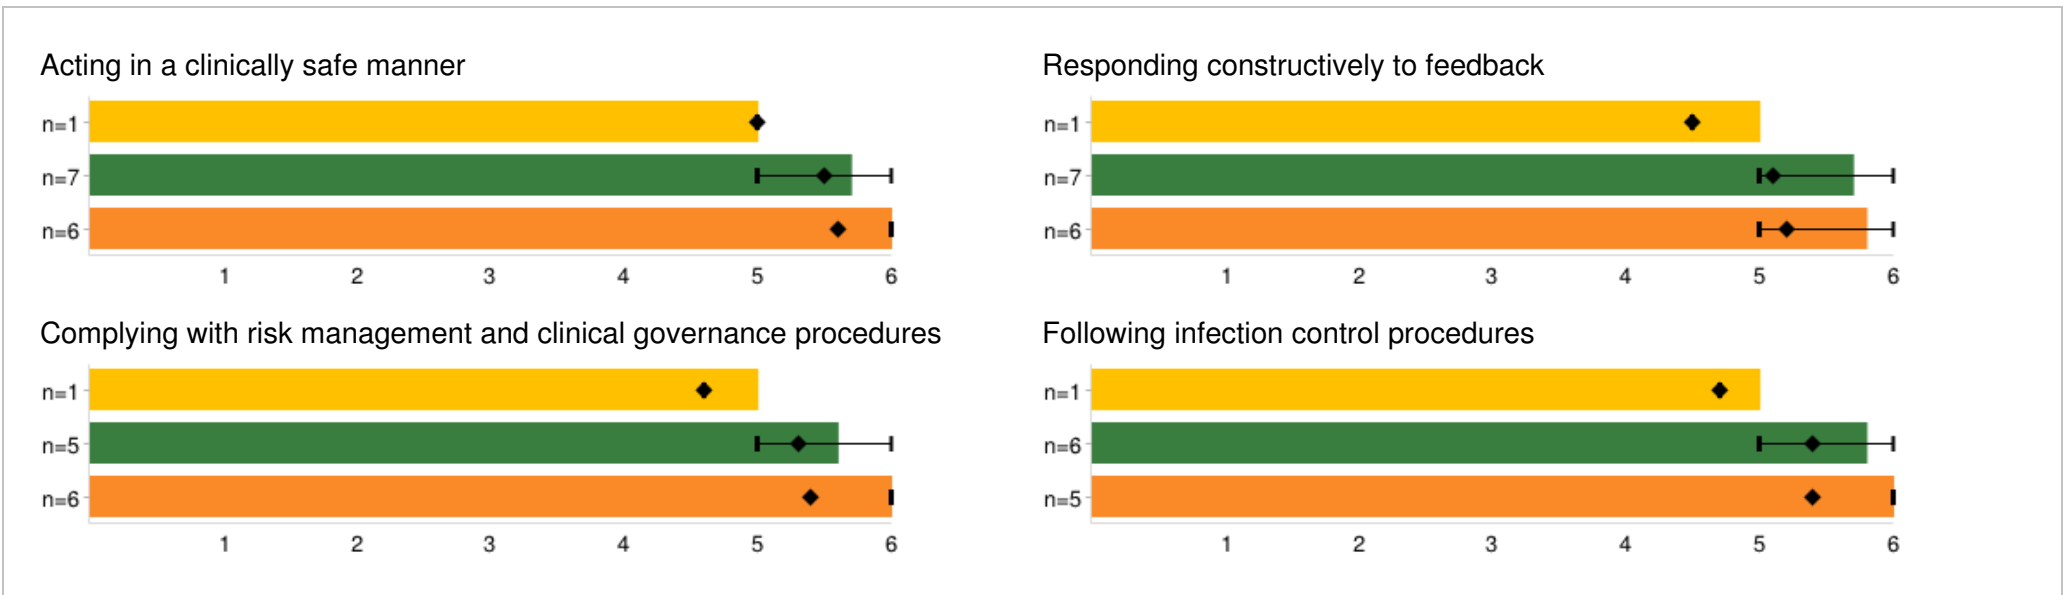 Acting in a clinically safe manner
n=1
n=7
n=6
1 2 3 4 5 6
Responding constructively to feedback
n=1
n=7
n=6
1 2 3 4 5 6
Complying with risk management and clinical governance procedures
n=1
n=5
n=6
1 2 3 4 5 6
Following infection control procedures
n=1
n=6
n=5
1 2 3 4 5 6